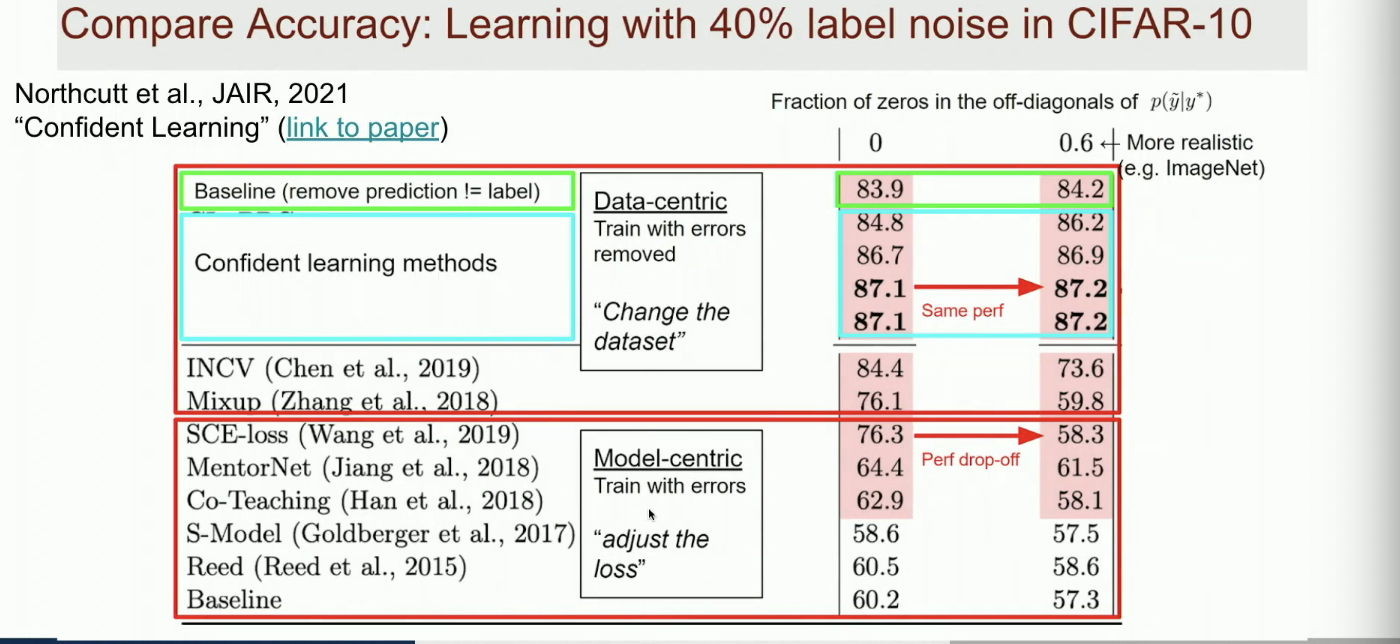 Compare Accuracy: Learning with 40% label noise in CIFAR-10
Northcutt et al., JAIR, 2021
“Confident Learning” (link to paper)
Fraction of zeros in the off-diagonals of p(ỹ|y*)
0 0.6 ← More realistic
(e.g. ImageNet)
Baseline (remove prediction != label) 83.9 84.2
Data-centric
Train with errors
removed
“Change the
dataset”
Confident learning methods
84.8 86.2
86.7 86.9
87.1 87.2
Same perf
87.1 87.2
INCV (Chen et al., 2019) 84.4 73.6
Mixup (Zhang et al., 2018) 76.1 59.8
SCE-loss (Wang et al., 2019) 76.3 58.3
Perf drop-off
MentorNet (Jiang et al., 2018) 64.4 61.5
Co-Teaching (Han et al., 2018) 62.9 58.1
S-Model (Goldberger et al., 2017) 58.6 57.5
Reed (Reed et al., 2015) 60.5 58.6
Baseline 60.2 57.3
Model-centric
Train with errors
“adjust the
loss”